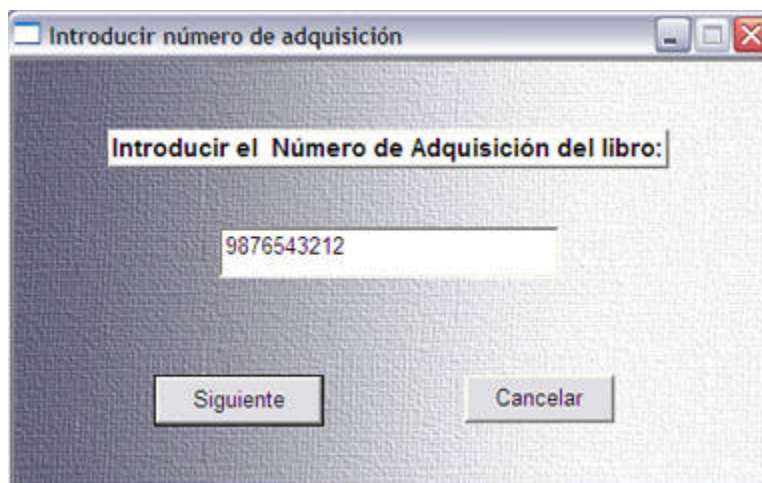 Introducir número de adquisición
Introducir el Número de Adquisición del libro:
9876543212
Siguiente Cancelar